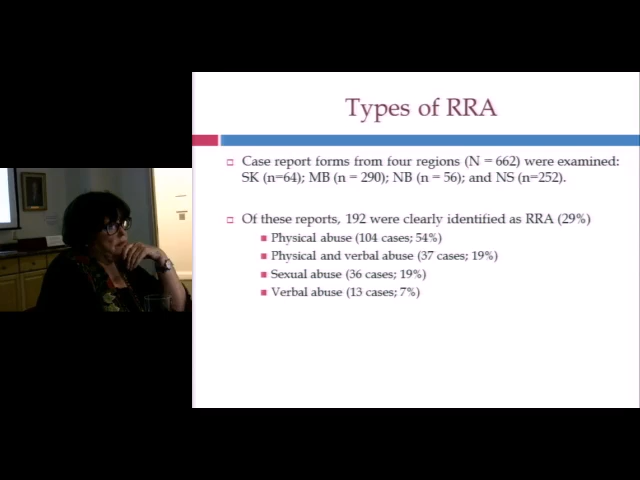 Types of RRA
Case report forms from four regions (N = 662) were examined:
SK (n=64); MB (n = 290); NB (n = 56); and NS (n=252).
Of these reports, 192 were clearly identified as RRA (29%)
Physical abuse (104 cases; 54%)
Physical and verbal abuse (37 cases; 19%)
Sexual abuse (36 cases; 19%)
Verbal abuse (13 cases; 7%)